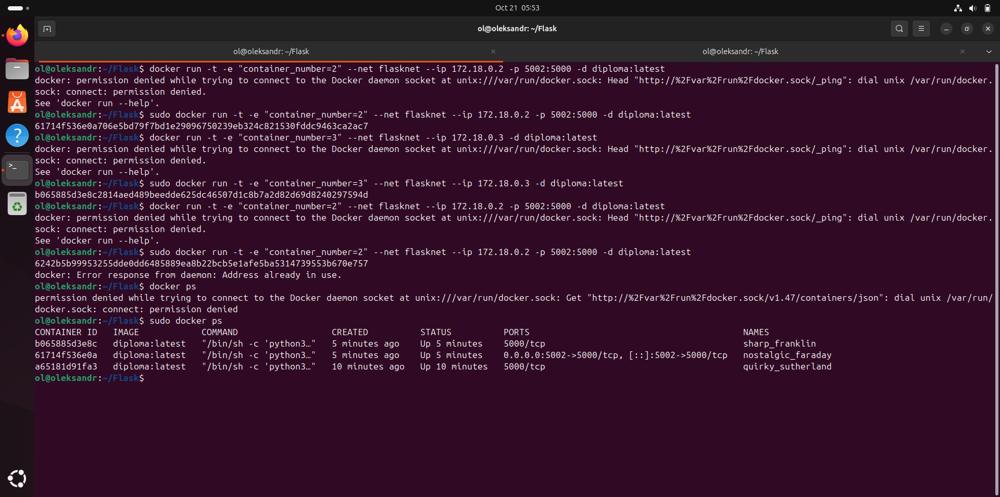 Oct 21 05:53
ol@oleksandr: ~/Flask
ol@oleksandr: ~/Flask
ol@oleksandr: ~/Flask
ol@oleksandr:~/Flask$ docker run -t -e "container_number=2" --net flasknet --ip 172.18.0.2 -p 5002:5000 -d diploma:latest
docker: permission denied while trying to connect to the Docker daemon socket at unix:///var/run/docker.sock: Head "http://%2Fvar%2Frun%2Fdocker.sock/_ping": dial unix /var/run/docker.
sock: connect: permission denied.
See 'docker run --help'.
ol@oleksandr:~/Flask$ sudo docker run -t -e "container_number=2" --net flasknet --ip 172.18.0.2 -p 5002:5000 -d diploma:latest
61714f536e0a706e5bd79f7bd1e29096750239eb324c821530fddc9463ca2ac7
ol@oleksandr:~/Flask$ docker run -t -e "container_number=3" --net flasknet --ip 172.18.0.3 -d diploma:latest
docker: permission denied while trying to connect to the Docker daemon socket at unix:///var/run/docker.sock: Head "http://%2Fvar%2Frun%2Fdocker.sock/_ping": dial unix /var/run/docker.
sock: connect: permission denied.
See 'docker run --help'.
ol@oleksandr:~/Flask$ sudo docker run -t -e "container_number=3" --net flasknet --ip 172.18.0.3 -d diploma:latest
b065885d3e8c2814aed489beedde625dc46507d1c8b7a2d82d69d8240297594d
ol@oleksandr:~/Flask$ docker run -t -e "container_number=2" --net flasknet --ip 172.18.0.2 -p 5002:5000 -d diploma:latest
docker: permission denied while trying to connect to the Docker daemon socket at unix:///var/run/docker.sock: Head "http://%2Fvar%2Frun%2Fdocker.sock/_ping": dial unix /var/run/docker.
sock: connect: permission denied.
See 'docker run --help'.
ol@oleksandr:~/Flask$ sudo docker run -t -e "container_number=2" --net flasknet --ip 172.18.0.2 -p 5002:5000 -d diploma:latest
6242b5b99953255dde0dd6485889ea8b22bcb5e1afe5ba5314739553b670e757
docker: Error response from daemon: Address already in use.
ol@oleksandr:~/Flask$ docker ps
permission denied while trying to connect to the Docker daemon socket at unix:///var/run/docker.sock: Get "http://%2Fvar%2Frun%2Fdocker.sock/v1.47/containers/json": dial unix /var/run/
docker.sock: connect: permission denied
ol@oleksandr:~/Flask$ sudo docker ps
CONTAINER ID   IMAGE            COMMAND                  CREATED          STATUS          PORTS                                         NAMES
b065885d3e8c   diploma:latest   "/bin/sh -c 'python3…"   5 minutes ago    Up 5 minutes    5000/tcp                                      sharp_franklin
61714f536e0a   diploma:latest   "/bin/sh -c 'python3…"   5 minutes ago    Up 5 minutes    0.0.0.0:5002->5000/tcp, [::]:5002->5000/tcp   nostalgic_faraday
a65181d91fa3   diploma:latest   "/bin/sh -c 'python3…"   10 minutes ago   Up 10 minutes   5000/tcp                                      quirky_sutherland
ol@oleksandr:~/Flask$